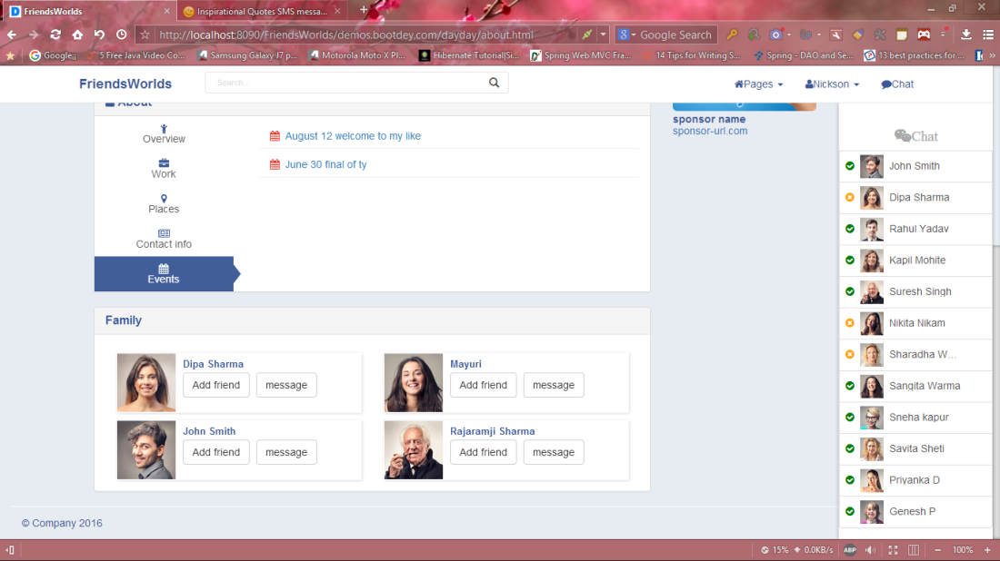 FriendsWorlds
Inspirational Quotes SMS messa...
http://localhost:8090/FriendsWorlds/demos.bootdey.com/dayday/about.html
Google Search
Google
5 Free Java Video Co...
Samsung Galaxy J7 p...
Motorola Moto X Pl...
Hibernate Tutorial|Si...
Spring Web MVC Fra...
14 Tips for Writing S...
Spring - DAO and Se...
13 best practices for ...
FriendsWorlds
Search...
Pages
Nickson
Chat
About
Overview
Work
Places
Contact info
Events
August 12 welcome to my like
June 30 final of ty
sponsor name
sponsor-url.com
Family
Dipa Sharma
Add friend
message
Mayuri
Add friend
message
John Smith
Add friend
message
Rajaramji Sharma
Add friend
message
Chat
John Smith
Dipa Sharma
Rahul Yadav
Kapil Mohite
Suresh Singh
Nikita Nikam
Sharadha W...
Sangita Warma
Sneha kapur
Savita Sheti
Priyanka D
Genesh P
© Company 2016
15%
0.0KB/s
ABP
100%